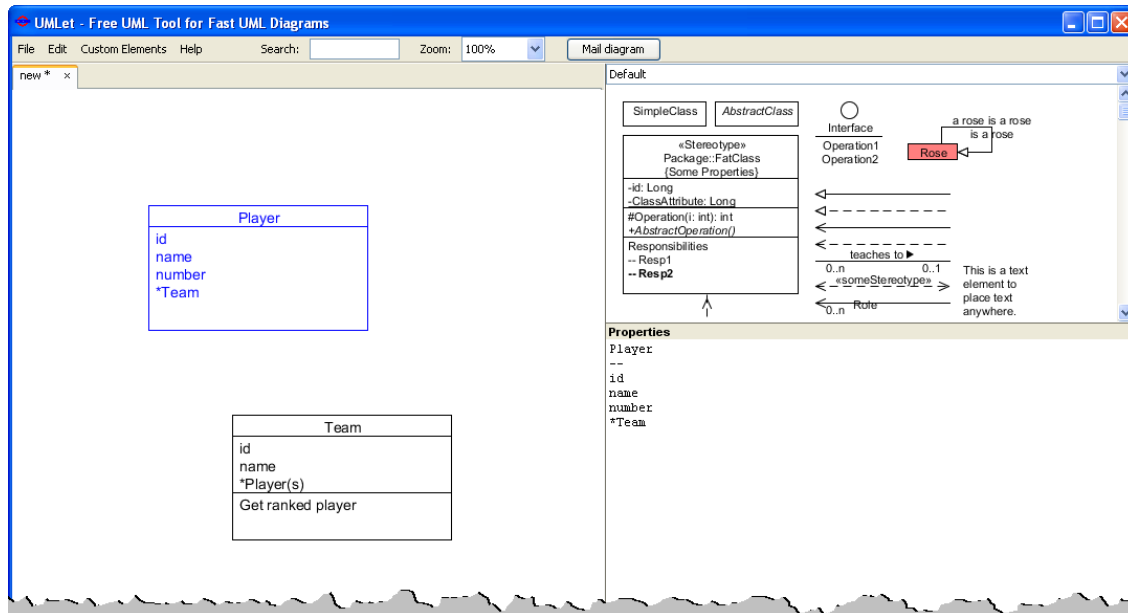 UMLet - Free UML Tool for Fast UML Diagrams
File Edit Custom Elements Help Search: Zoom: 100% Mail diagram
new * ×
Player
id
name
number
*Team
Team
id
name
*Player(s)
Get ranked player
Default
SimpleClass
AbstractClass
«Stereotype»
Package::FatClass
{Some Properties}
-id: Long
-ClassAttribute: Long
#Operation(i: int): int
+AbstractOperation()
Responsibilities
-- Resp1
-- Resp2
Interface
Operation1
Operation2
a rose is a rose
is a rose
Rose
teaches to ▶
0..n 0..1
«someStereotype»
0..n Role
This is a text
element to
place text
anywhere.
Properties
Player
--
id
name
number
*Team